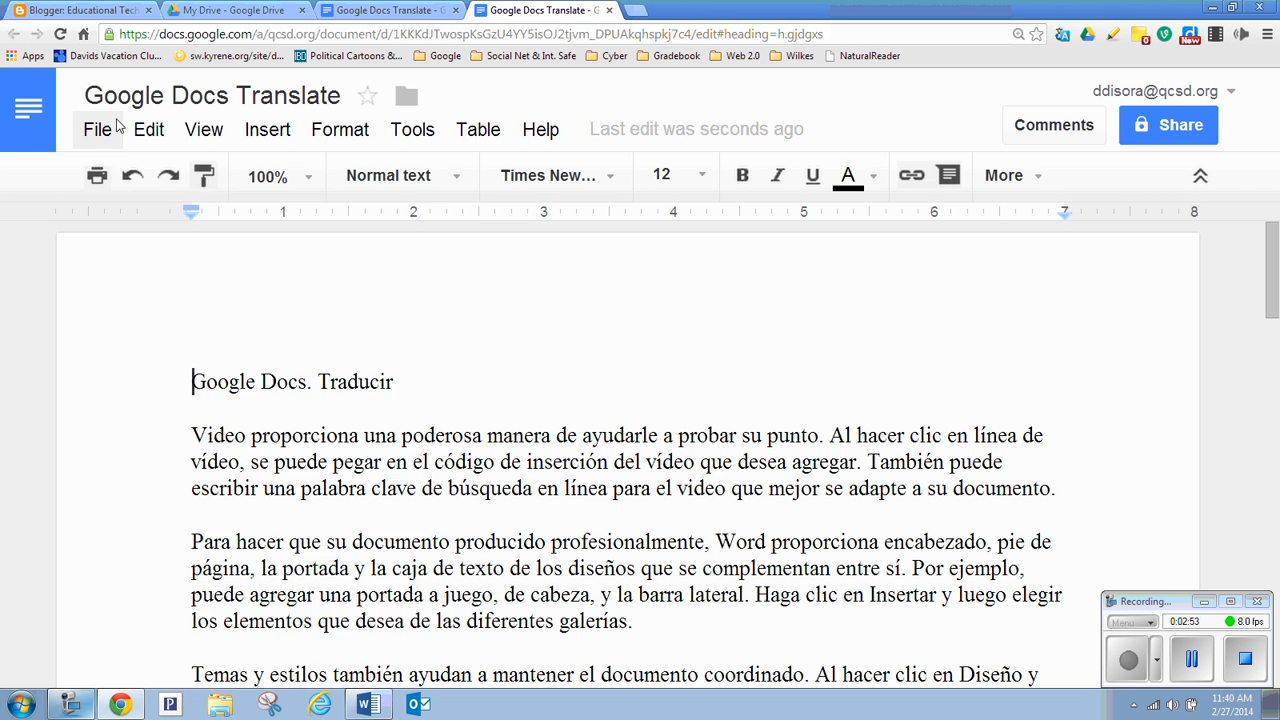 Blogger: Educational Tech
My Drive - Google Drive
Google Docs Translate - G
Google Docs Translate - G
https://docs.google.com/a/qcsd.org/document/d/1KKKdJTwospKsG2J4YY5isOJ2tjvm_DPUAkqhspkj7c4/edit#heading=h.gjdgxs
Apps
Davids Vacation Clu...
sw.kyrene.org/site/d...
Political Cartoons &...
Google
Social Net & Int. Safe
Cyber
Gradebook
Web 2.0
Wilkes
NaturalReader
Google Docs Translate
ddisora@qcsd.org
File Edit View Insert Format Tools Table Help
Last edit was seconds ago
Comments
Share
100%
Normal text
Times New...
12
B I U A
More
1 2 3 4 5 6 7 8
Google Docs. Traducir
Video proporciona una poderosa manera de ayudarle a probar su punto. Al hacer clic en línea de
vídeo, se puede pegar en el código de inserción del vídeo que desea agregar. También puede
escribir una palabra clave de búsqueda en línea para el video que mejor se adapte a su documento.
Para hacer que su documento producido profesionalmente, Word proporciona encabezado, pie de
página, la portada y la caja de texto de los diseños que se complementan entre sí. Por ejemplo,
puede agregar una portada a juego, de cabeza, y la barra lateral. Haga clic en Insertar y luego elegir
los elementos que desea de las diferentes galerías.
Temas y estilos también ayudan a mantener el documento coordinado. Al hacer clic en Diseño y
Recording...
Menu
0:02:53
8.0 fps
11:40 AM
2/27/2014